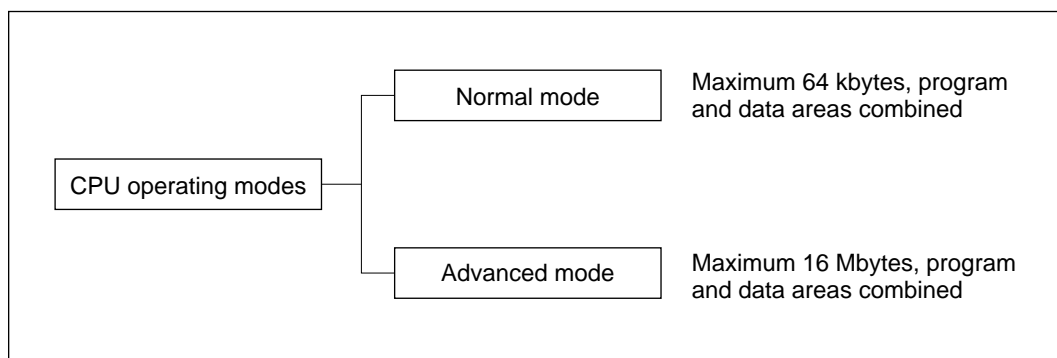 Normal mode
Maximum 64 kbytes, program
and data areas combined
CPU operating modes
Advanced mode
Maximum 16 Mbytes, program
and data areas combined